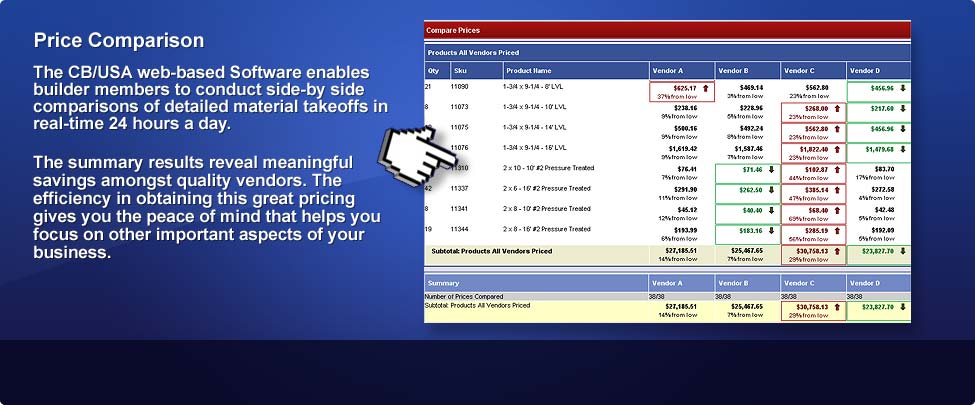 Price Comparison
The CB/USA web-based Software enables
builder members to conduct side-by side
comparisons of detailed material takeoffs in
real-time 24 hours a day.
The summary results reveal meaningful
savings amongst quality vendors. The
efficiency in obtaining this great pricing
gives you the peace of mind that helps you
focus on other important aspects of your
business.
Compare Prices
Products All Vendors Priced
Qty Sku Product Name Vendor A Vendor B Vendor C Vendor D
21 11090 1-3/4 x 9-1/4 - 8' LVL $625.17 $469.14 $562.80 $456.96
37% from low 3% from low 23% from low
8 11073 1-3/4 x 9-1/4 - 10' LVL $238.16 $228.96 $268.00 $217.60
9% from low 5% from low 23% from low
11075 1-3/4 x 9-1/4 - 14' LVL $500.16 $492.24 $562.80 $456.96
9% from low 8% from low 23% from low
11076 1-3/4 x 9-1/4 - 16' LVL $1,619.42 $1,587.46 $1,822.40 $1,479.68
9% from low 7% from low 23% from low
11310 2 x 10 - 10' #2 Pressure Treated $76.41 $71.46 $102.87 $83.70
7% from low 44% from low 17% from low
42 11337 2 x 6 - 16' #2 Pressure Treated $291.90 $262.50 $385.14 $272.58
11% from low 47% from low 4% from low
8 11341 2 x 8 - 10' #2 Pressure Treated $45.12 $40.40 $68.40 $42.48
12% from low 69% from low 5% from low
19 11344 2 x 8 - 16' #2 Pressure Treated $193.99 $183.16 $285.19 $192.09
6% from low 56% from low 5% from low
Subtotal: Products All Vendors Priced $27,185.51 $25,467.65 $30,758.13 $23,827.70
14% from low 7% from low 29% from low
Summary Vendor A Vendor B Vendor C Vendor D
Number of Prices Compared 38/38 38/38 38/38 38/38
Subtotal: Products All Vendors Priced $27,185.51 $25,467.65 $30,758.13 $23,827.70
14% from low 7% from low 29% from low